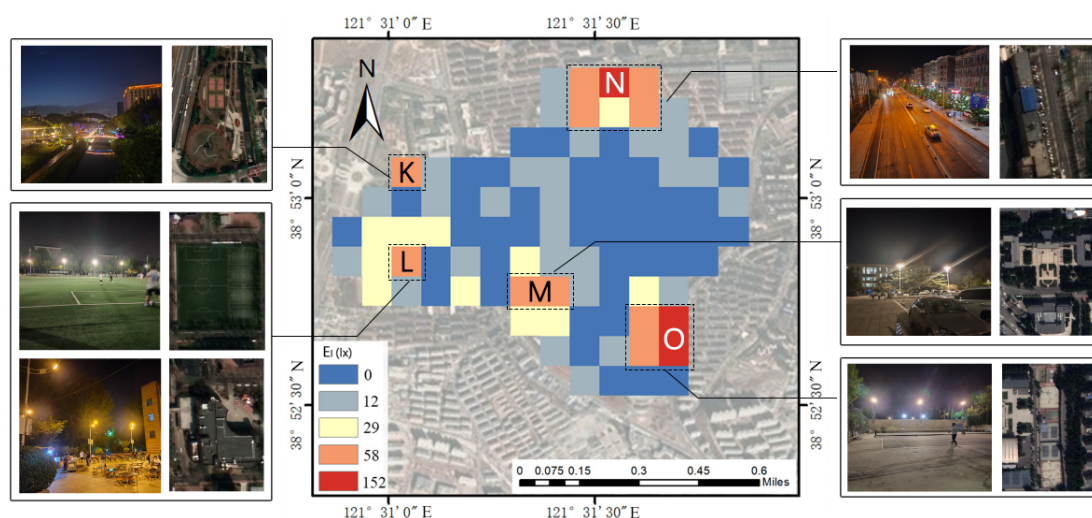 121° 31′ 0″ E
121° 31′ 30″ E
N
N
K
L
M
O
38° 53′ 0″ N
38° 53′ 0″ N
38° 52′ 30″ N
38° 52′ 30″ N
El (lx)
0
12
29
58
152
0 0.075 0.15 0.3 0.45 0.6
Miles
121° 31′ 0″ E
121° 31′ 30″ E